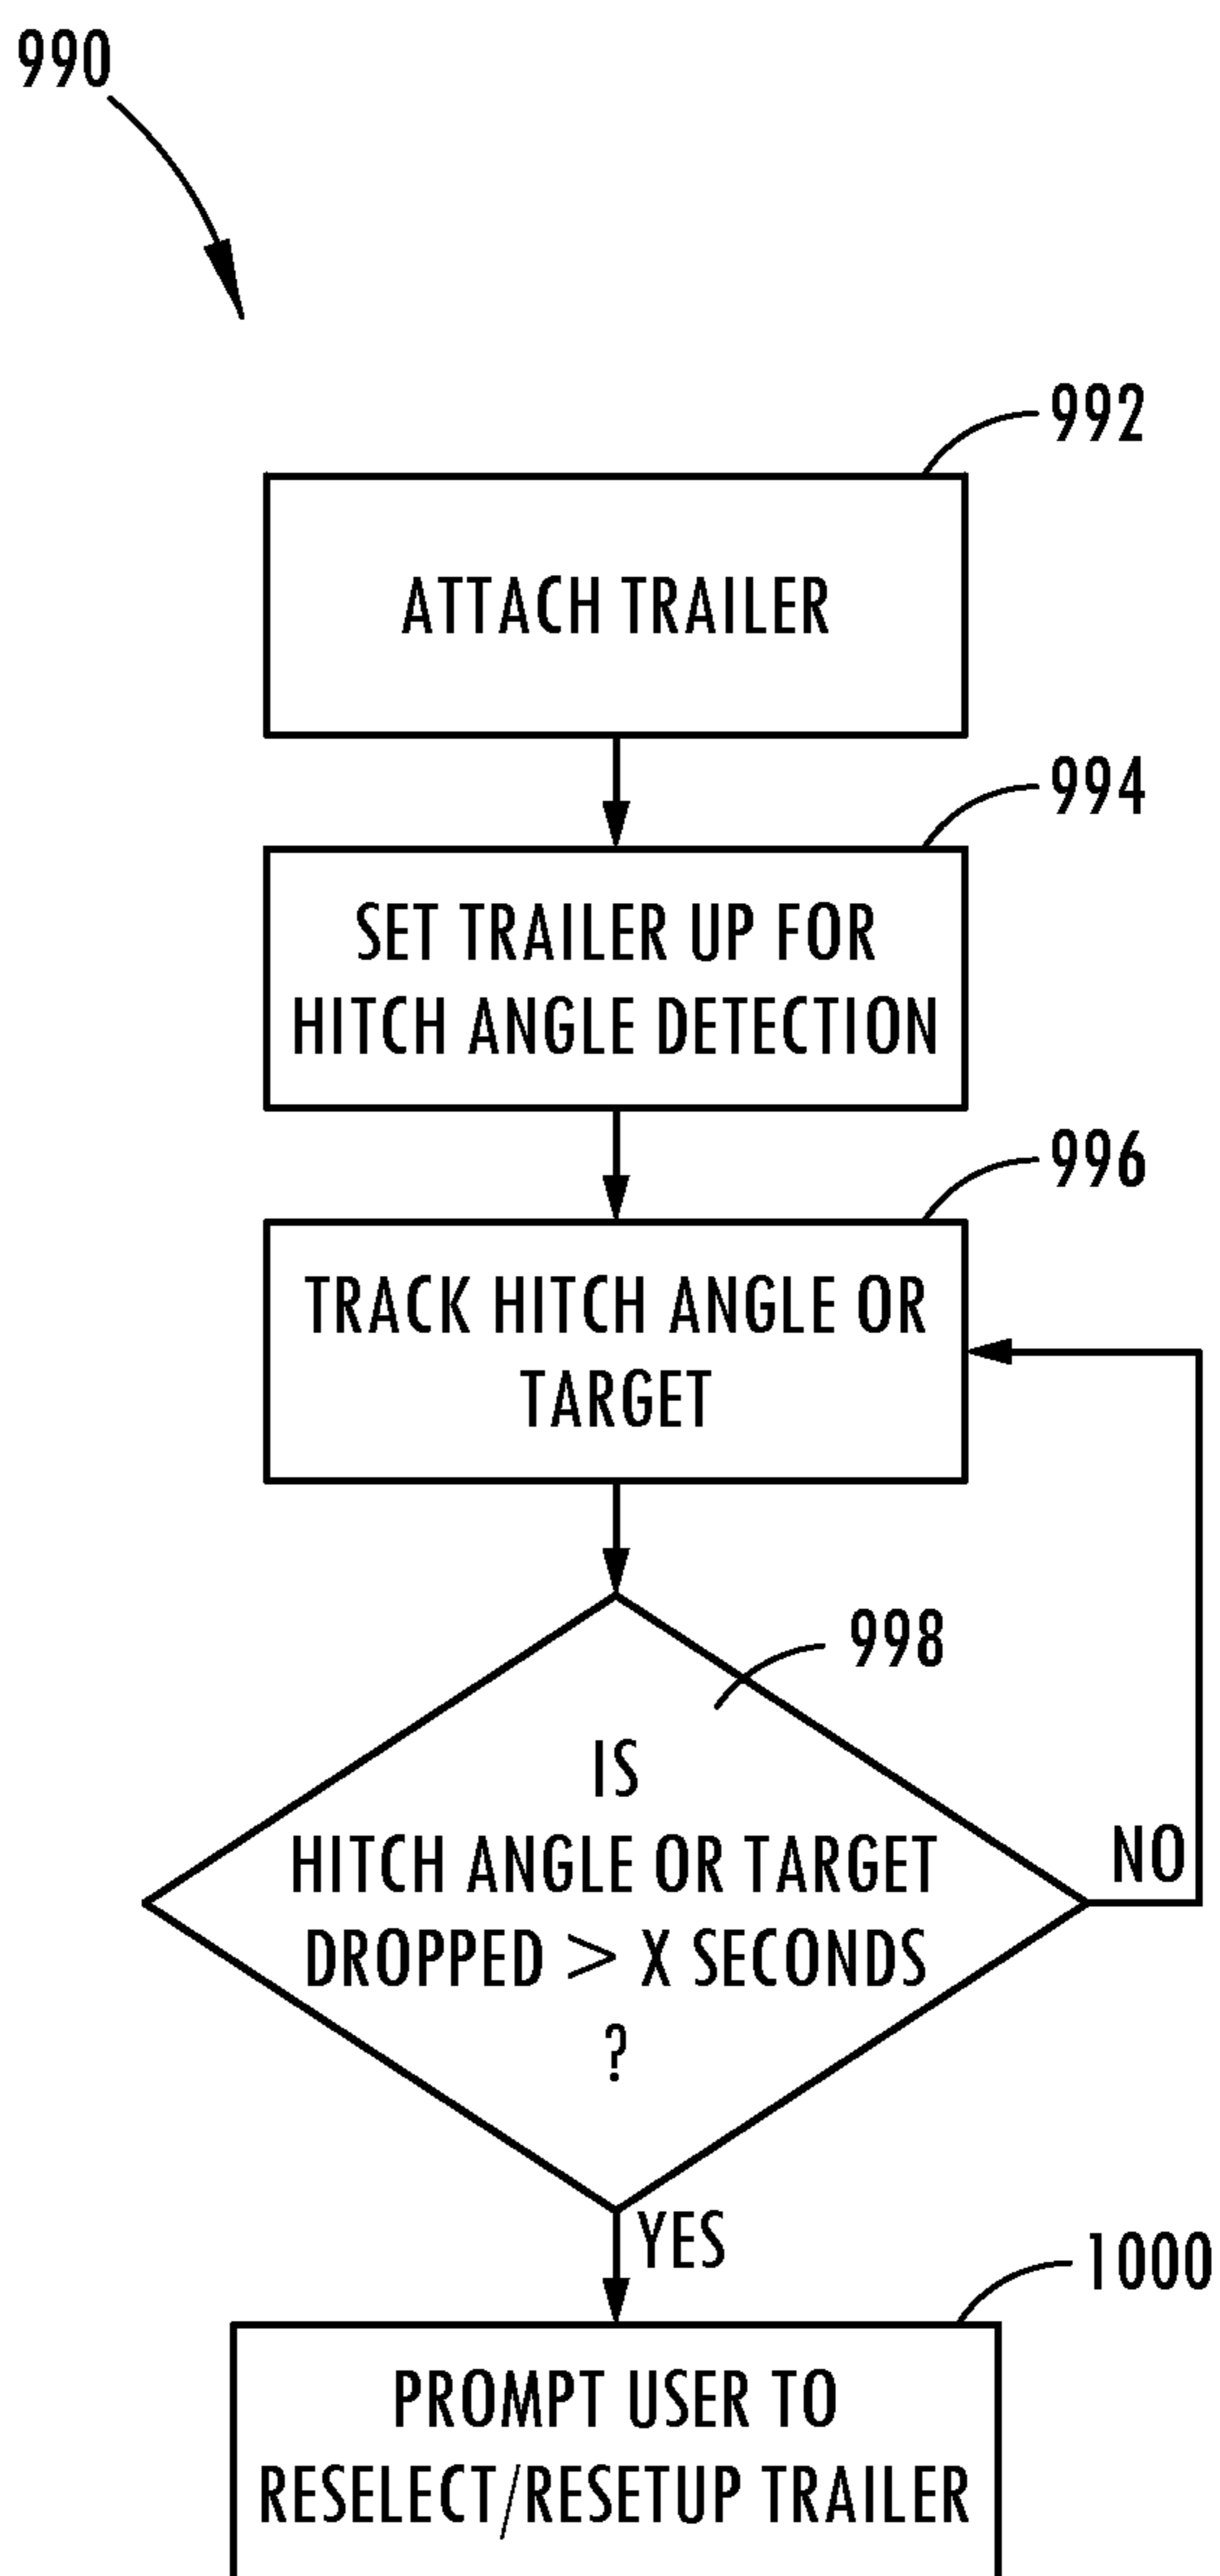 990
992
ATTACH TRAILER
994
SET TRAILER UP FOR
HITCH ANGLE DETECTION
996
TRACK HITCH ANGLE OR
TARGET
998
IS
HITCH ANGLE OR TARGET
DROPPED > X SECONDS
?
NO
YES
1000
PROMPT USER TO
RESELECT/RESETUP TRAILER